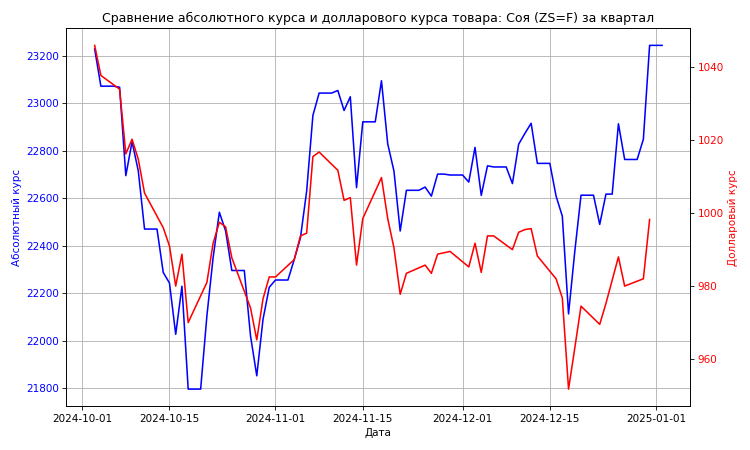 Сравнение абсолютного курса и долларового курса товара: Соя (ZS=F) за квартал
23200
23000
22800
22600
22400
22200
22000
21800
Абсолютный курс
1040
1020
1000
980
960
Долларовый курс
2024-10-01 2024-10-15 2024-11-01 2024-11-15 2024-12-01 2024-12-15 2025-01-01
Дата